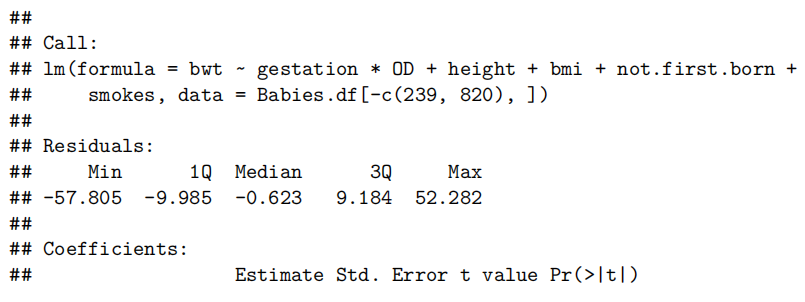 ##
## Call:
## lm(formula = bwt ~ gestation * OD + height + bmi + not.first.born +
##     smokes, data = Babies.df[-c(239, 820), ])
##
## Residuals:
##     Min      1Q  Median      3Q     Max
## -57.805  -9.985  -0.623   9.184  52.282
##
## Coefficients:
##                 Estimate Std. Error t value Pr(>|t|)